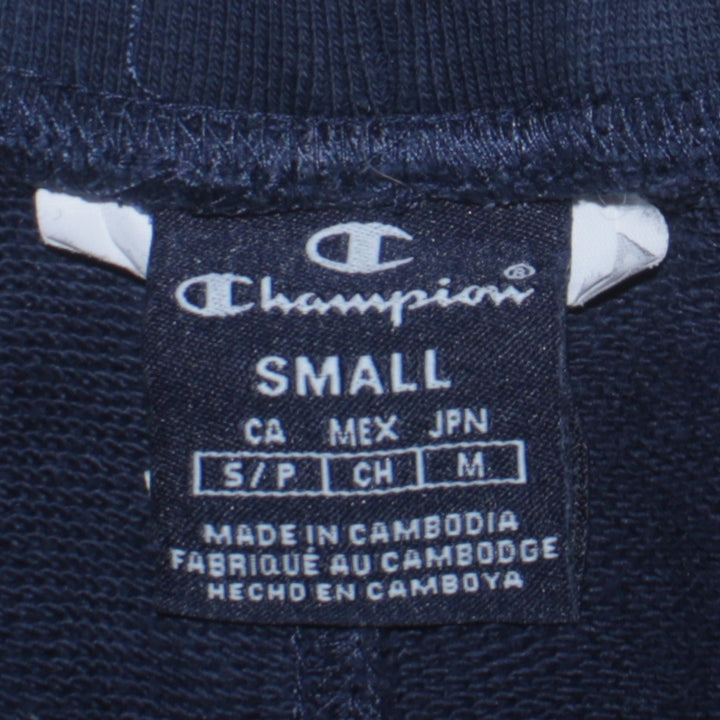 Champion®
SMALL
CA MEX JPN
S/P CH M
MADE IN CAMBODIA
FABRIQUÉ AU CAMBODGE
HECHO EN CAMBOYA